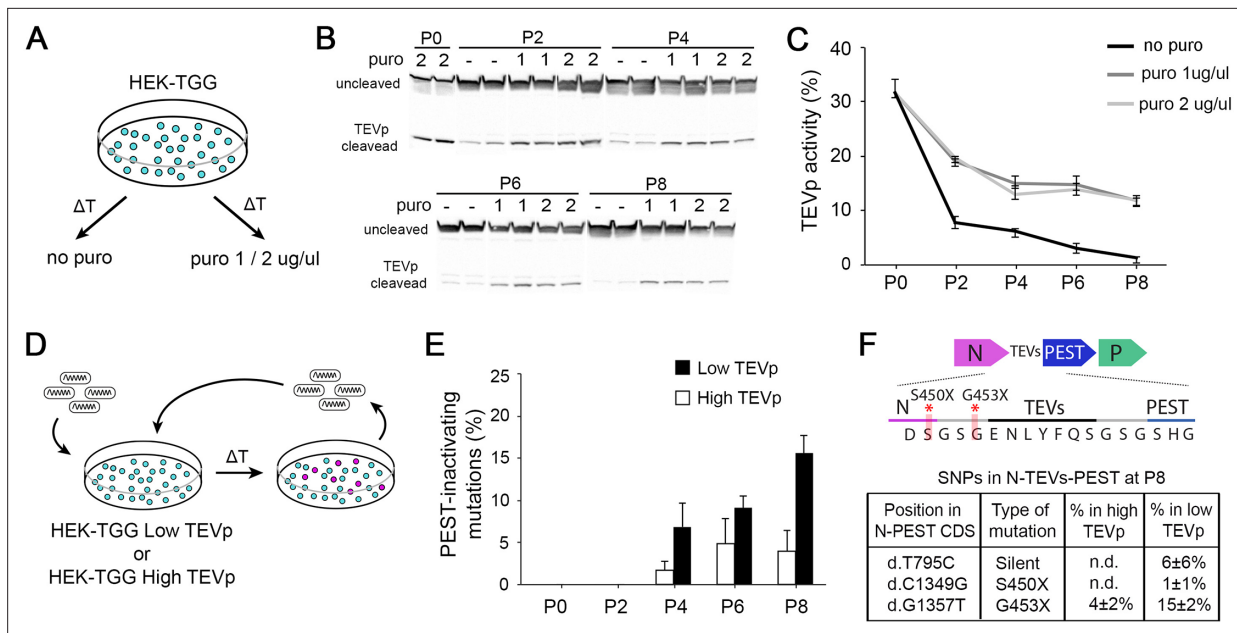 A
HEK-TGG
ΔT
ΔT
no puro
puro 1 / 2 ug/ul
B
P0
P2
P4
puro
2 2 - - 1 1 2 2 - - 1 1 2 2
uncleaved
TEVp
cleavead
P6
P8
puro
- - 1 1 2 2 - - 1 1 2 2
uncleaved
TEVp
cleavead
C
no puro
puro 1ug/ul
puro 2 ug/ul
TEVp activity (%)
40
30
20
10
0
P0 P2 P4 P6 P8
D
ΔT
HEK-TGG Low TEVp
or
HEK-TGG High TEVp
E
Low TEVp
High TEVp
PEST-inactivating
mutations (%)
25
20
15
10
5
0
P0 P2 P4 P6 P8
F
N TEVs PEST P
S450X G453X
N * * TEVs PEST
D S G S G E N L Y F Q S G S G S H G
SNPs in N-TEVs-PEST at P8
Position in N-PEST CDS Type of mutation % in high TEVp % in low TEVp
d.T795C Silent n.d. 6±6%
d.C1349G S450X n.d. 1±1%
d.G1357T G453X 4±2% 15±2%